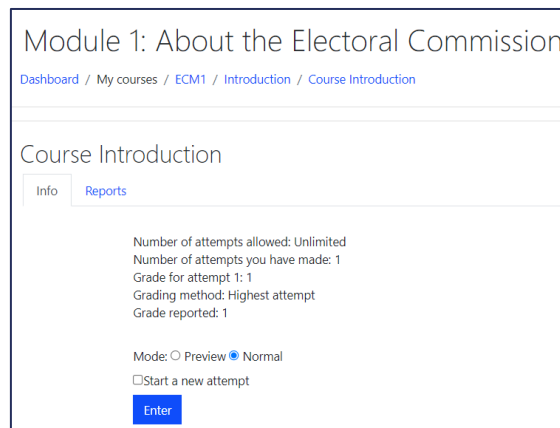 Module 1: About the Electoral Commission
Dashboard / My courses / ECM1 / Introduction / Course Introduction
Course Introduction
Info Reports
Number of attempts allowed: Unlimited
Number of attempts you have made: 1
Grade for attempt 1: 1
Grading method: Highest attempt
Grade reported: 1
Mode: Preview Normal
Start a new attempt
Enter